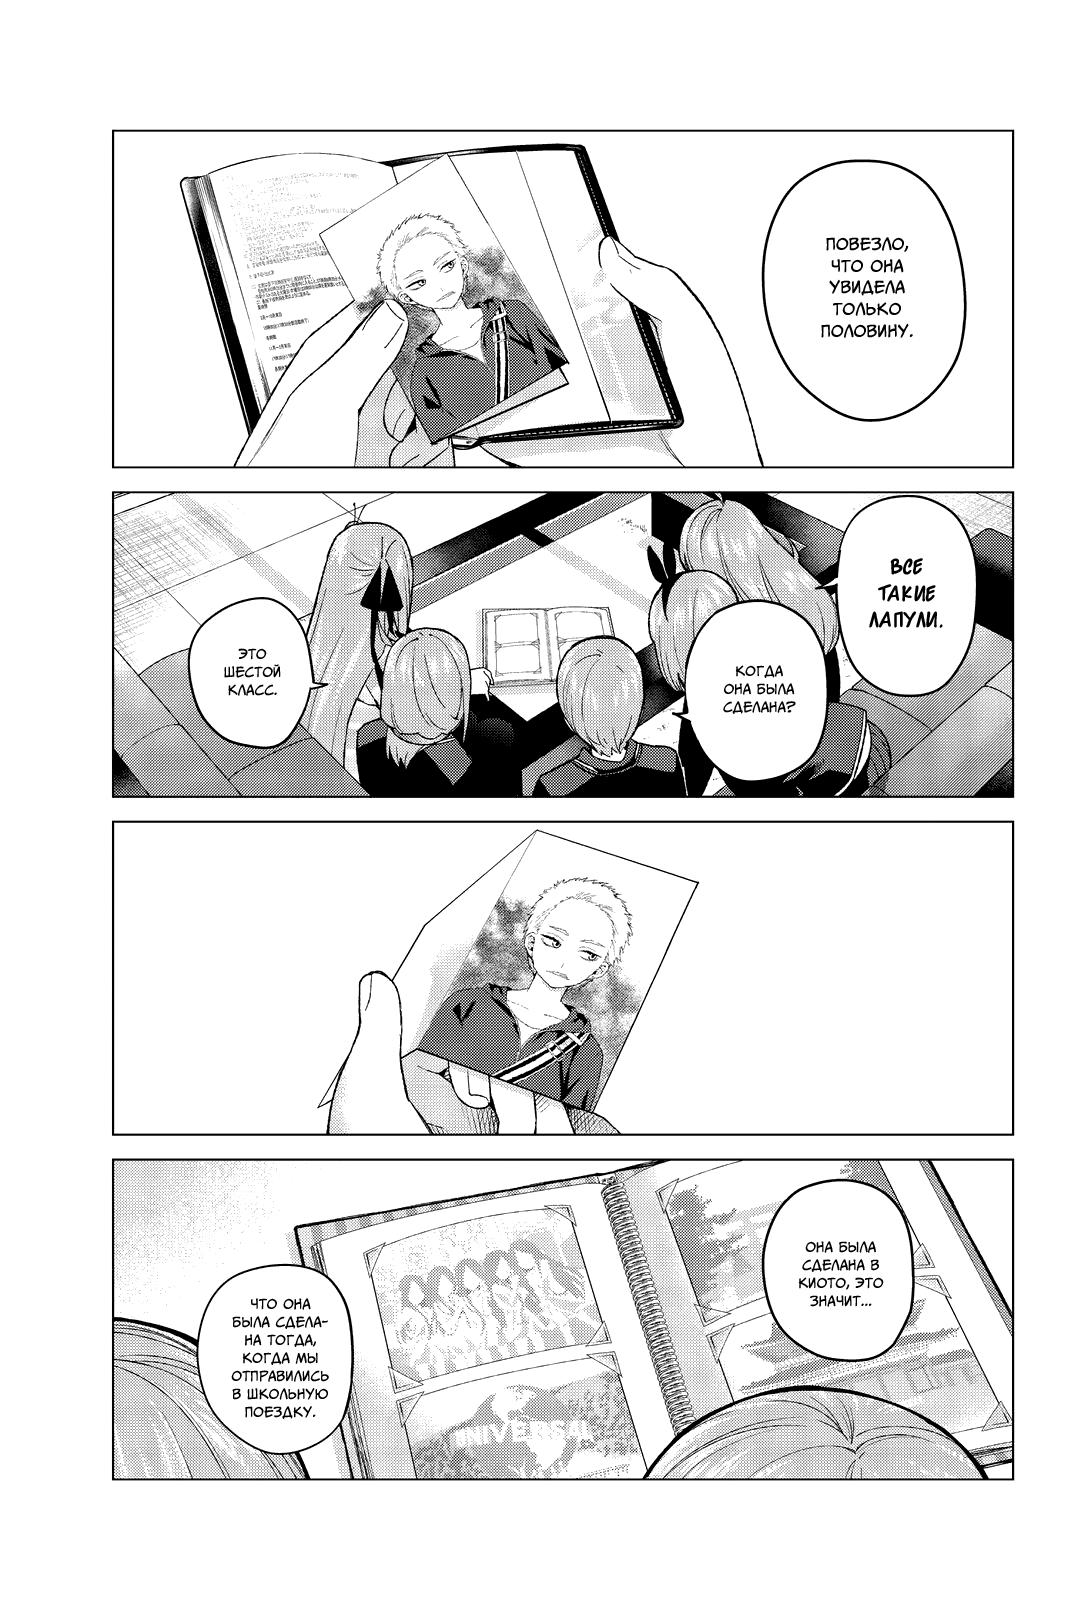 ПОВЕЗЛО,
ЧТО ОНА
УВИДЕЛА
ТОЛЬКО
ПОЛОВИНУ.
ВСЕ
ТАКИЕ
ЛАПУЛИ.
КОГДА
ОНА БЫЛА
СДЕЛАНА?
ЭТО
ШЕСТОЙ
КЛАСС.
ОНА БЫЛА
СДЕЛАНА В
КИОТО, ЭТО
ЗНАЧИТ...
ЧТО ОНА
БЫЛА СДЕЛА-
НА ТОГДА,
КОГДА МЫ
ОТПРАВИЛИСЬ
В ШКОЛЬНУЮ
ПОЕЗДКУ.
UNIVERSAL